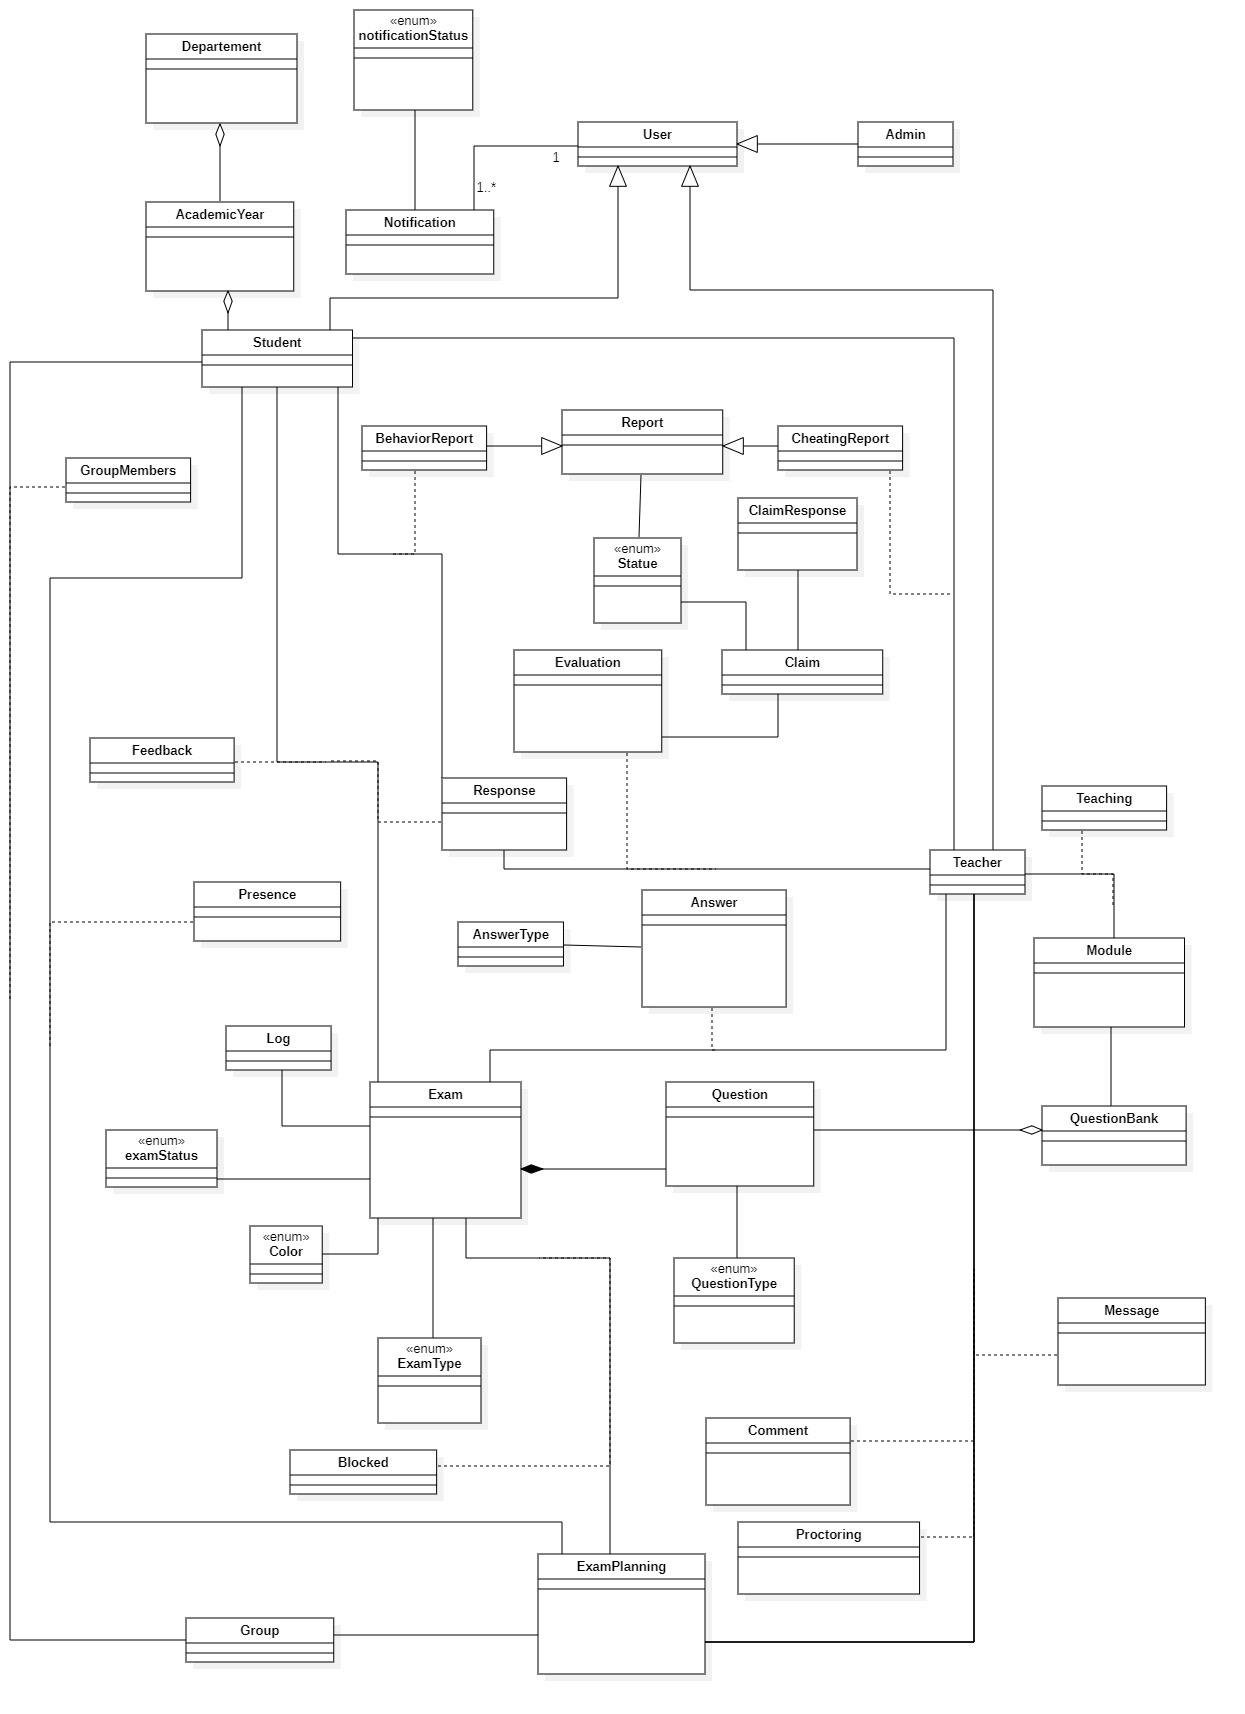 «enum»
notificationStatus
Departement
User
Admin
1
1..*
AcademicYear
Notification
Student
Report
BehaviorReport
CheatingReport
GroupMembers
ClaimResponse
«enum»
Statue
Evaluation
Claim
Feedback
Response
Teaching
Teacher
Presence
Answer
AnswerType
Module
Log
Exam
Question
QuestionBank
«enum»
examStatus
«enum»
Color
«enum»
QuestionType
Message
«enum»
ExamType
Comment
Blocked
Proctoring
ExamPlanning
Group